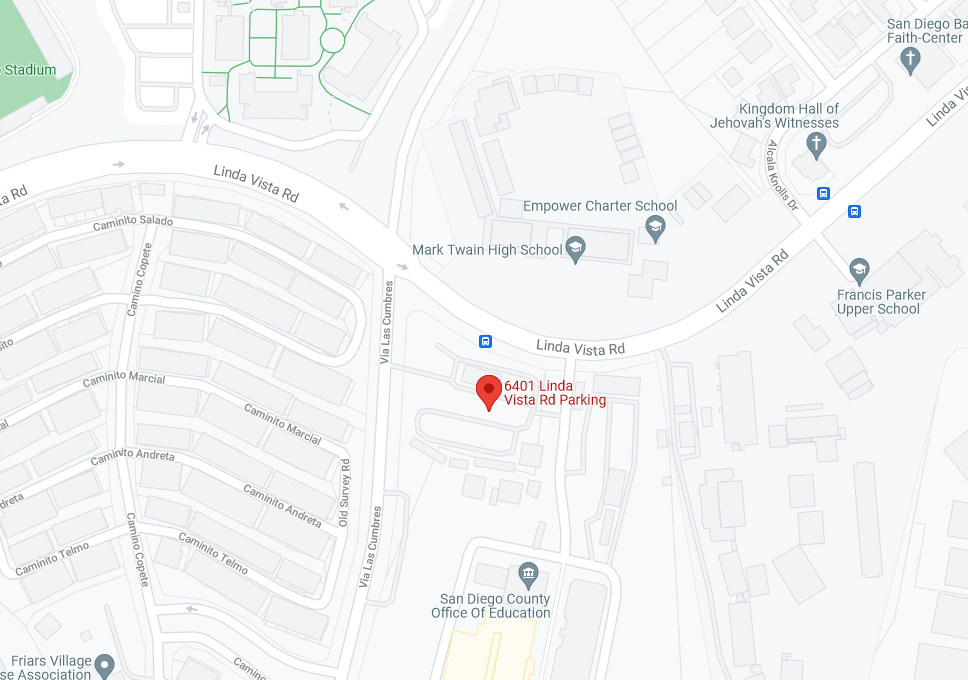 San Diego Ba
Faith-Center
Stadium
Kingdom Hall of
Jehovah's Witnesses
Linda Vis
Alcala Knolls Dr
Linda Vista Rd
ta Rd
Empower Charter School
Caminito Salado
Mark Twain High School
Camino Copete
Linda Vista Rd
Francis Parker
Upper School
Via Las Cumbres
Linda Vista Rd
Caminito Marcial
6401 Linda
Vista Rd Parking
Caminito Marcial
Caminito Andreta
Old Survey Rd
Caminito Andreta
dreta
Camino Copete
Via Las Cumbres
Caminito Telmo
Caminito Telmo
San Diego County
Office Of Education
Friars Village
se Association
Camino